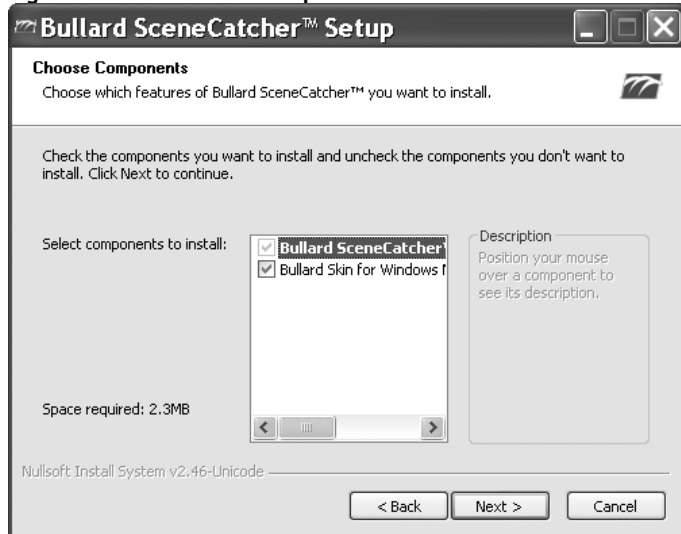 Bullard SceneCatcher™ Setup
Choose Components
Choose which features of Bullard SceneCatcher™ you want to install.
Check the components you want to install and uncheck the components you don't want to
install. Click Next to continue.
Select components to install:
Bullard SceneCatcher
Bullard Skin for Windows
Description
Position your mouse
over a component to
see its description.
Space required: 2.3MB
Nullsoft Install System v2.46-Unicode
< Back
Next >
Cancel